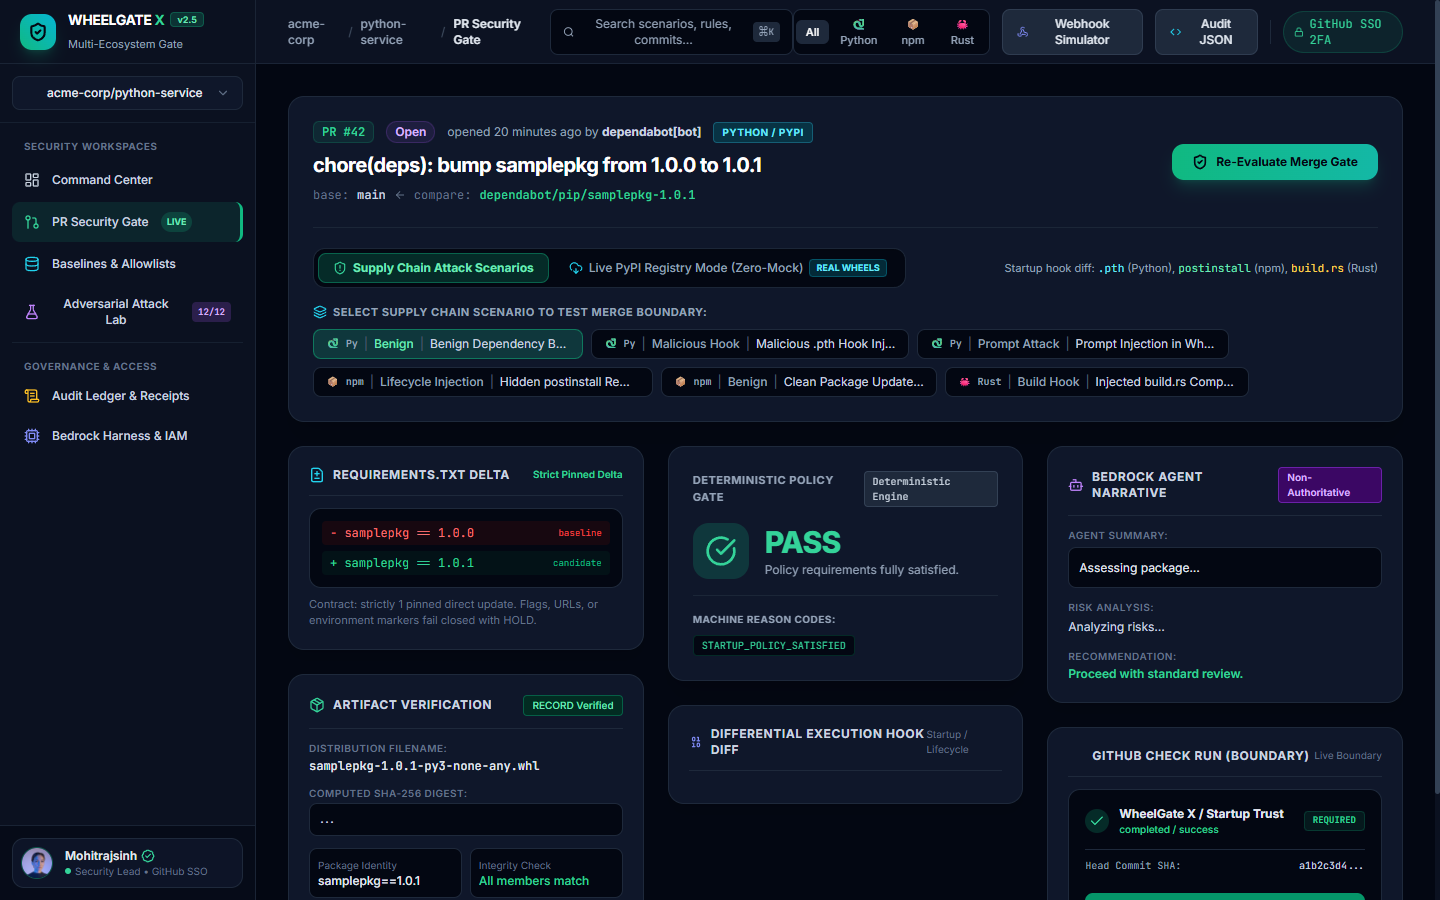 WHEELGATE X v2.5
Multi-Ecosystem Gate
acme-corp/python-service
SECURITY WORKSPACES
Command Center
PR Security Gate LIVE
Baselines & Allowlists
Adversarial Attack
Lab
12/12
GOVERNANCE & ACCESS
Audit Ledger & Receipts
Bedrock Harness & IAM
Mohitrajsinh
Security Lead • GitHub SSO
acme-
corp
/
python-
service
/
PR Security
Gate
Search scenarios, rules,
commits...
⌘K
All
Python
npm
Rust
Webhook
Simulator
Audit
JSON
GitHub SSO
2FA
PR #42 Open opened 20 minutes ago by dependabot[bot] PYTHON / PYPI
chore(deps): bump samplepkg from 1.0.0 to 1.0.1
base: main ← compare: dependabot/pip/samplepkg-1.0.1
Re-Evaluate Merge Gate
Supply Chain Attack Scenarios
Live PyPI Registry Mode (Zero-Mock) REAL WHEELS
Startup hook diff: .pth (Python), postinstall (npm), build.rs (Rust)
SELECT SUPPLY CHAIN SCENARIO TO TEST MERGE BOUNDARY:
Py | Benign | Benign Dependency B...
Py | Malicious Hook | Malicious .pth Hook Inj...
Py | Prompt Attack | Prompt Injection in Wh...
npm | Lifecycle Injection | Hidden postinstall Re...
npm | Benign | Clean Package Update...
Rust | Build Hook | Injected build.rs Comp...
REQUIREMENTS.TXT DELTA Strict Pinned Delta
- samplepkg == 1.0.0 baseline
+ samplepkg == 1.0.1 candidate
Contract: strictly 1 pinned direct update. Flags, URLs, or
environment markers fail closed with HOLD.
ARTIFACT VERIFICATION RECORD Verified
DISTRIBUTION FILENAME:
samplepkg-1.0.1-py3-none-any.whl
COMPUTED SHA-256 DIGEST:
...
Package Identity
samplepkg==1.0.1
Integrity Check
All members match
DETERMINISTIC POLICY
GATE
Deterministic
Engine
PASS
Policy requirements fully satisfied.
MACHINE REASON CODES:
STARTUP_POLICY_SATISFIED
DIFFERENTIAL EXECUTION HOOK
DIFF
Startup /
Lifecycle
BEDROCK AGENT
NARRATIVE
Non-
Authoritative
AGENT SUMMARY:
Assessing package...
RISK ANALYSIS:
Analyzing risks...
RECOMMENDATION:
Proceed with standard review.
GITHUB CHECK RUN (BOUNDARY) Live Boundary
WheelGate X / Startup Trust
completed / success
REQUIRED
Head Commit SHA: a1b2c3d4...